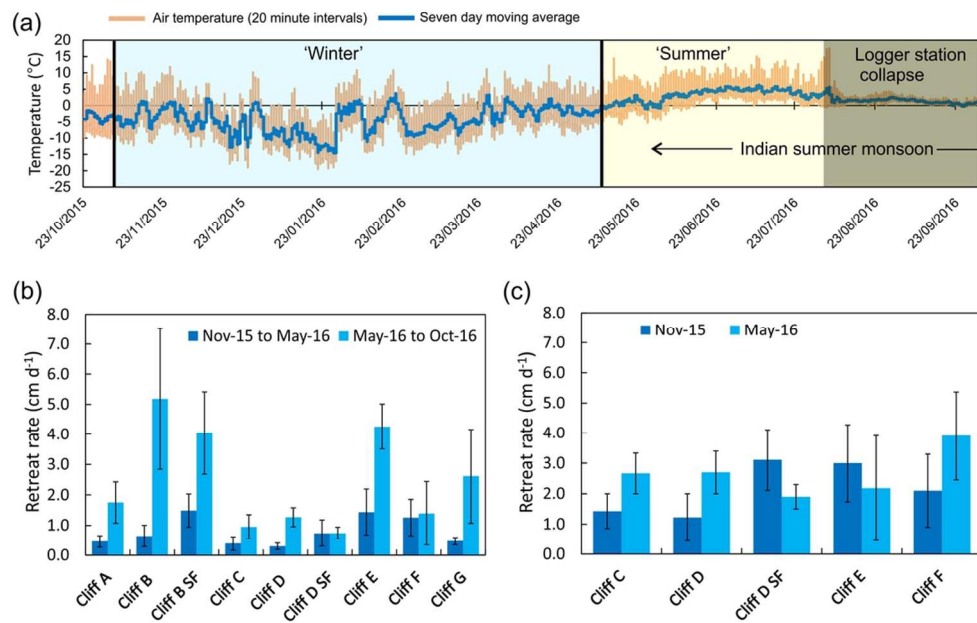 (a)
Air temperature (20 minute intervals)
Seven day moving average
Temperature (°C)
20
15
10
5
0
-5
-10
-15
-20
-25
'Winter'
'Summer'
Logger station
collapse
Indian summer monsoon
23/10/2015
23/11/2015
23/12/2015
23/01/2016
23/02/2016
23/03/2016
23/04/2016
23/05/2016
23/06/2016
23/07/2016
23/08/2016
23/09/2016
(b)
Retreat rate (cm d⁻¹)
8.0
7.0
6.0
5.0
4.0
3.0
2.0
1.0
0.0
Nov-15 to May-16
May-16 to Oct-16
Cliff A
Cliff B
Cliff B SF
Cliff C
Cliff D
Cliff D SF
Cliff E
Cliff F
Cliff G
(c)
Retreat rate (cm d⁻¹)
8.0
7.0
6.0
5.0
4.0
3.0
2.0
1.0
0.0
Nov-15
May-16
Cliff C
Cliff D
Cliff D SF
Cliff E
Cliff F